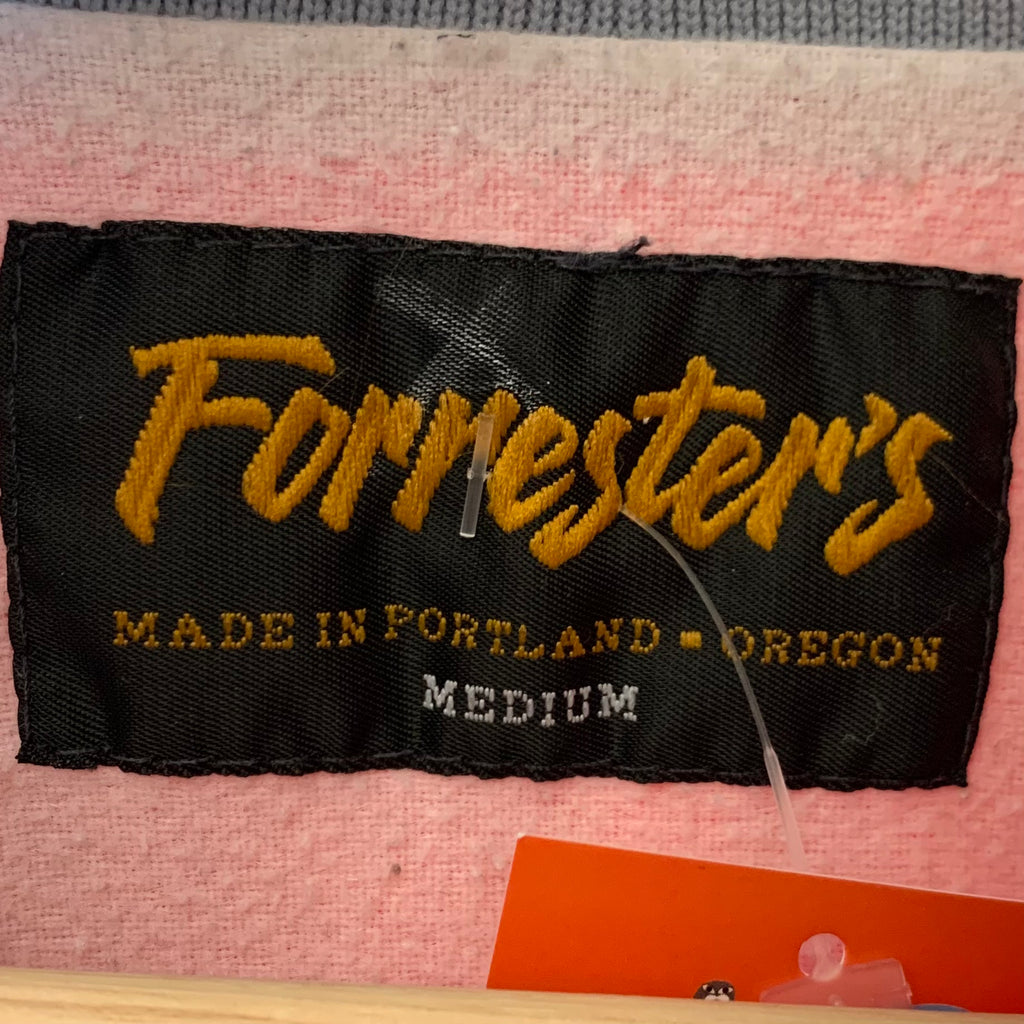 Forrester's
MADE IN PORTLAND ▪ OREGON
MEDIUM